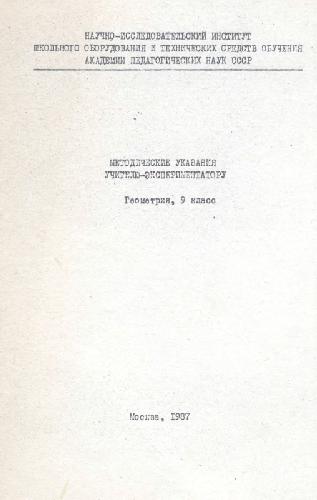 НАУЧНО-ИССЛЕДОВАТЕЛЬСКИЙ ИНСТИТУТ
ШКОЛЬНОГО ОБОРУДОВАНИЯ И ТЕХНИЧЕСКИХ СРЕДСТВ ОБУЧЕНИЯ
АКАДЕМИИ ПЕДАГОГИЧЕСКИХ НАУК СССР
МЕТОДИЧЕСКИЕ УКАЗАНИЯ
УЧИТЕЛЮ-ЭКСПЕРИМЕНТАТОРУ
Геометрия, 9 класс
Москва, 1987